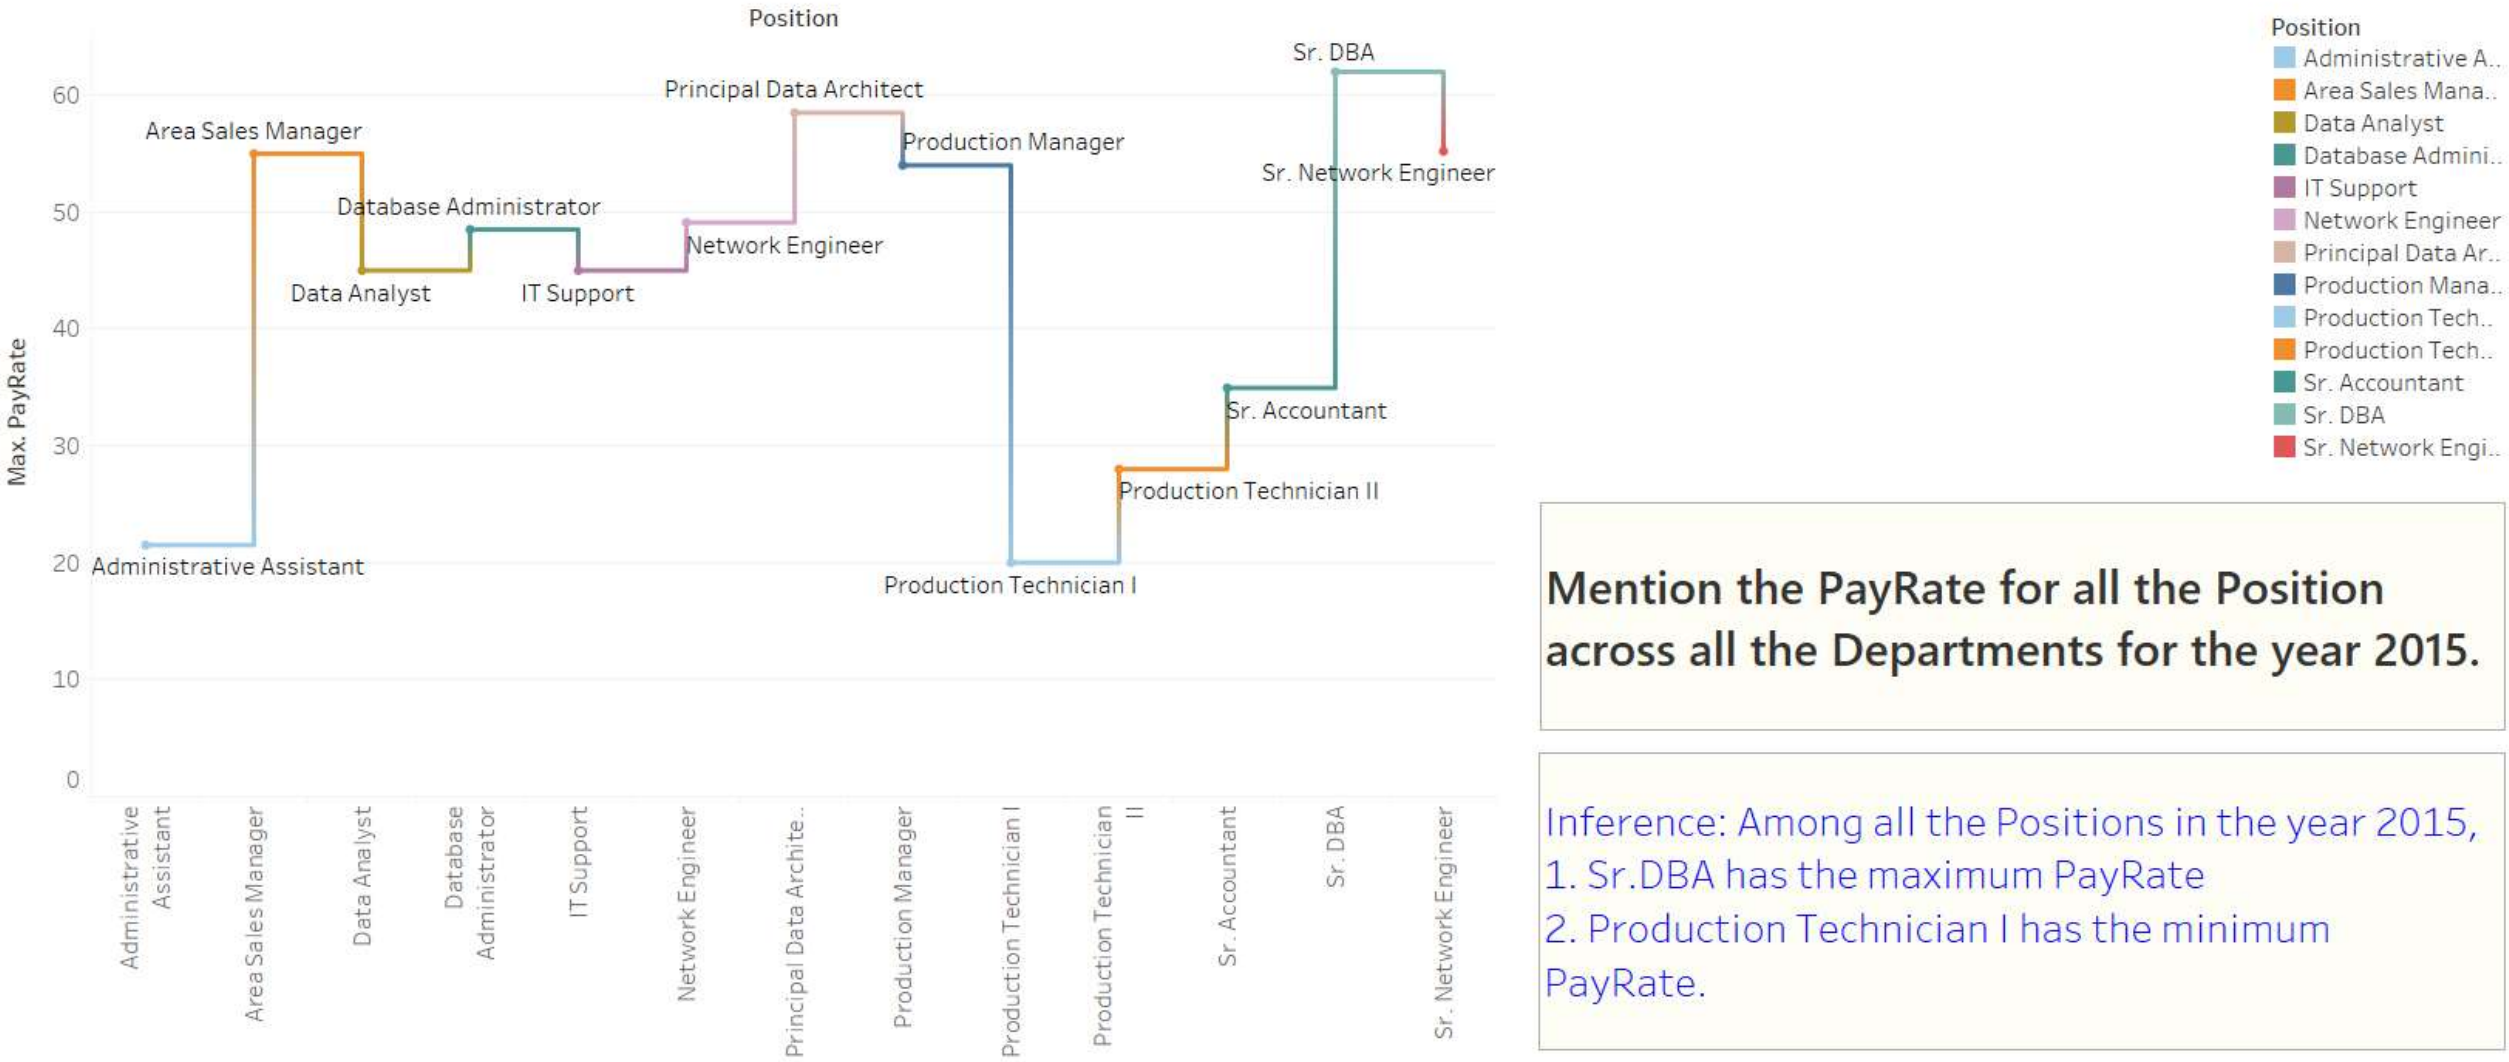 Position
Sr. DBA
Principal Data Architect
Area Sales Manager
Production Manager
Sr. Network Engineer
Database Administrator
Network Engineer
Data Analyst
IT Support
Sr. Accountant
Production Technician II
Administrative Assistant
Production Technician I
Max. PayRate
60
50
40
30
20
10
0
Administrative
Assistant
Area Sales Manager
Data Analyst
Database
Administrator
IT Support
Network Engineer
Principal Data Archite..
Production Manager
Production Technician I
Production Technician
II
Sr. Accountant
Sr. DBA
Sr. Network Engineer
Position
Administrative A..
Area Sales Mana..
Data Analyst
Database Admini..
IT Support
Network Engineer
Principal Data Ar..
Production Mana..
Production Tech..
Production Tech..
Sr. Accountant
Sr. DBA
Sr. Network Engi..
Mention the PayRate for all the Position
across all the Departments for the year 2015.
Inference: Among all the Positions in the year 2015,
1. Sr.DBA has the maximum PayRate
2. Production Technician I has the minimum
PayRate.